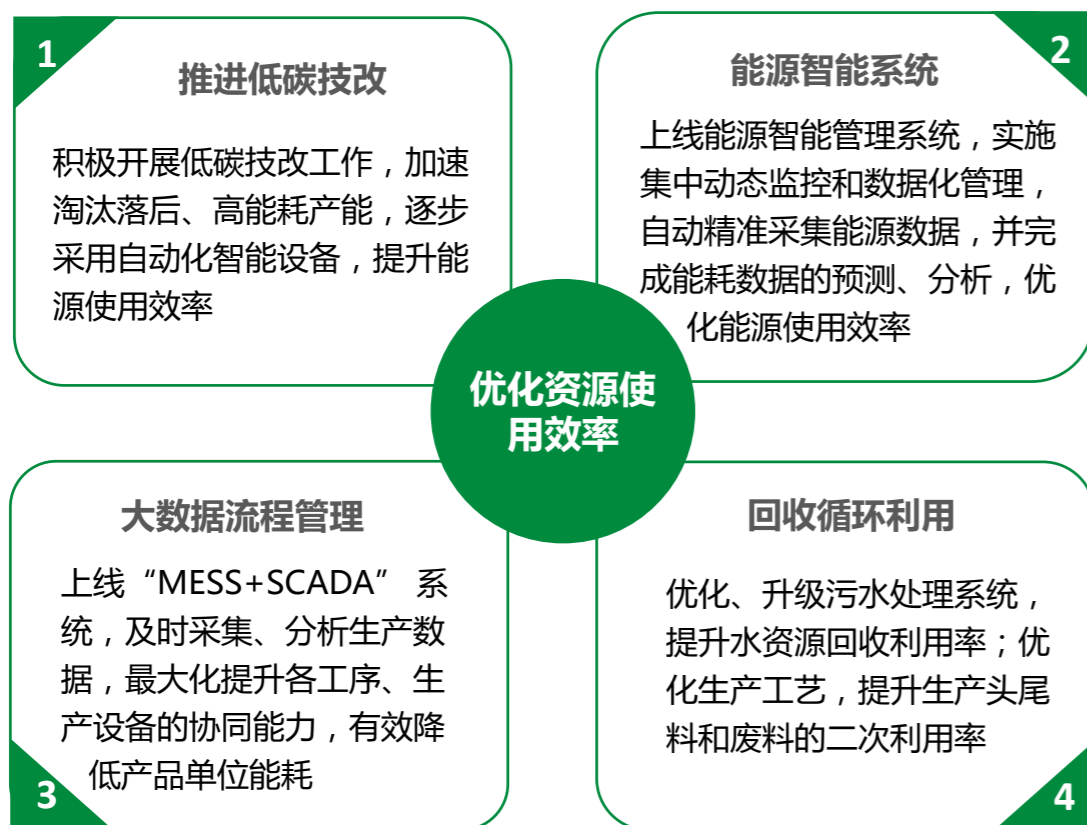 1
推进低碳技改
积极开展低碳技改工作，加速
淘汰落后、高能耗产能，逐步
采用自动化智能设备，提升能
源使用效率
2
能源智能系统
上线能源智能管理系统，实施
集中动态监控和数据化管理，
自动精准采集能源数据，并完
成能耗数据的预测、分析，优
化能源使用效率
优化资源使
用效率
大数据流程管理
上线“MESS+SCADA” 系
统，及时采集、分析生产数
据，最大化提升各工序、生
产设备的协同能力，有效降
低产品单位能耗
3
回收循环利用
优化、升级污水处理系统，
提升水资源回收利用率；优
化生产工艺，提升生产头尾
料和废料的二次利用率
4